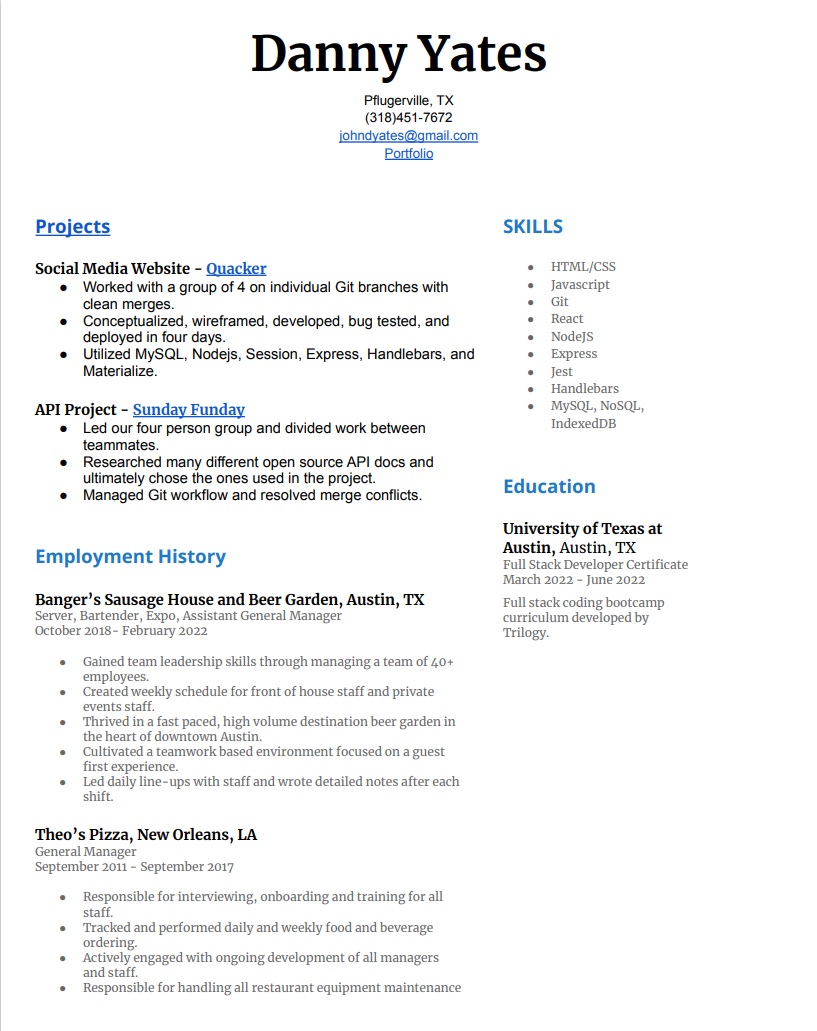 Danny Yates
Pflugerville, TX
(318)451-7672
johndyates@gmail.com
Portfolio
Projects
Social Media Website - Quacker
● Worked with a group of 4 on individual Git branches with
clean merges.
● Conceptualized, wireframed, developed, bug tested, and
deployed in four days.
● Utilized MySQL, Nodejs, Session, Express, Handlebars, and
Materialize.
API Project - Sunday Funday
● Led our four person group and divided work between
teammates.
● Researched many different open source API docs and
ultimately chose the ones used in the project.
● Managed Git workflow and resolved merge conflicts.
Employment History
Banger’s Sausage House and Beer Garden, Austin, TX
Server, Bartender, Expo, Assistant General Manager
October 2018- February 2022
● Gained team leadership skills through managing a team of 40+
employees.
● Created weekly schedule for front of house staff and private
events staff.
● Thrived in a fast paced, high volume destination beer garden in
the heart of downtown Austin.
● Cultivated a teamwork based environment focused on a guest
first experience.
● Led daily line-ups with staff and wrote detailed notes after each
shift.
Theo’s Pizza, New Orleans, LA
General Manager
September 2011 - September 2017
● Responsible for interviewing, onboarding and training for all
staff.
● Tracked and performed daily and weekly food and beverage
ordering.
● Actively engaged with ongoing development of all managers
and staff.
● Responsible for handling all restaurant equipment maintenance
SKILLS
● HTML/CSS
● Javascript
● Git
● React
● NodeJS
● Express
● Jest
● Handlebars
● MySQL, NoSQL,
IndexedDB
Education
University of Texas at
Austin, Austin, TX
Full Stack Developer Certificate
March 2022 - June 2022
Full stack coding bootcamp
curriculum developed by
Trilogy.